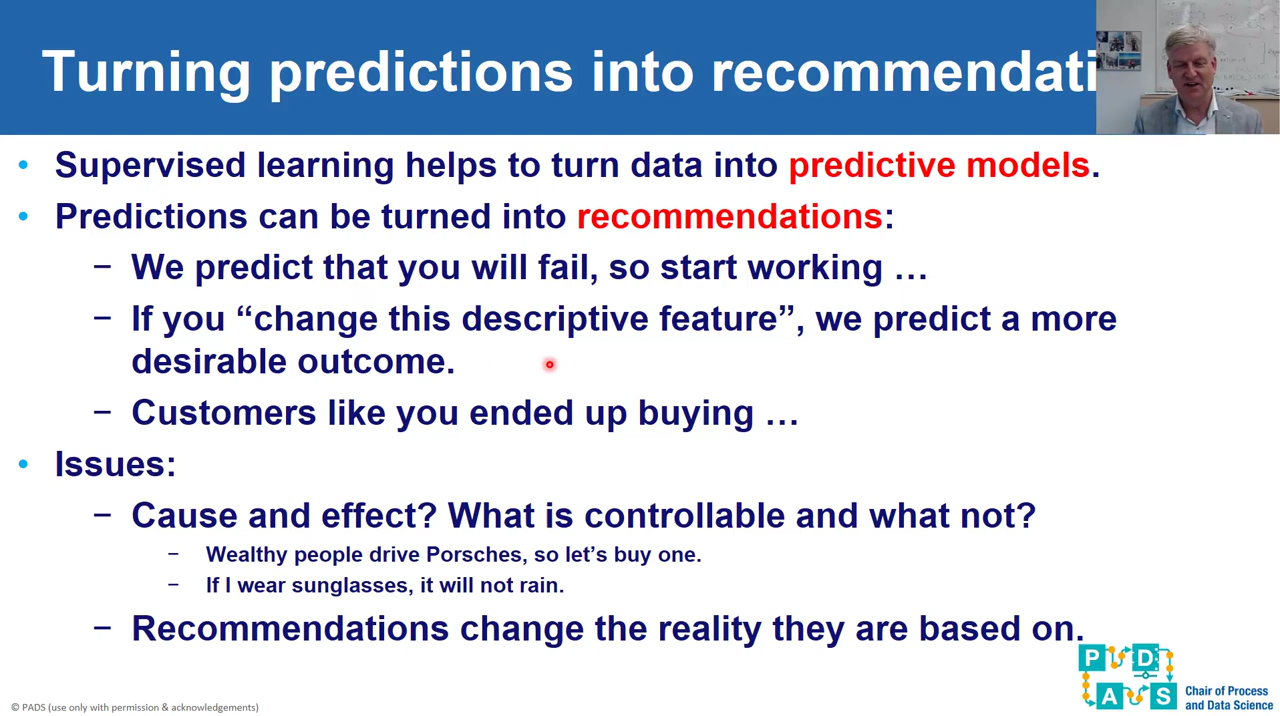 Turning predictions into recommendati
• Supervised learning helps to turn data into predictive models.
• Predictions can be turned into recommendations:
− We predict that you will fail, so start working …
− If you “change this descriptive feature”, we predict a more
desirable outcome.
− Customers like you ended up buying …
• Issues:
− Cause and effect? What is controllable and what not?
− Wealthy people drive Porsches, so let’s buy one.
− If I wear sunglasses, it will not rain.
− Recommendations change the reality they are based on.
P D
A S
Chair of Process
and Data Science
© PADS (use only with permission & acknowledgements)